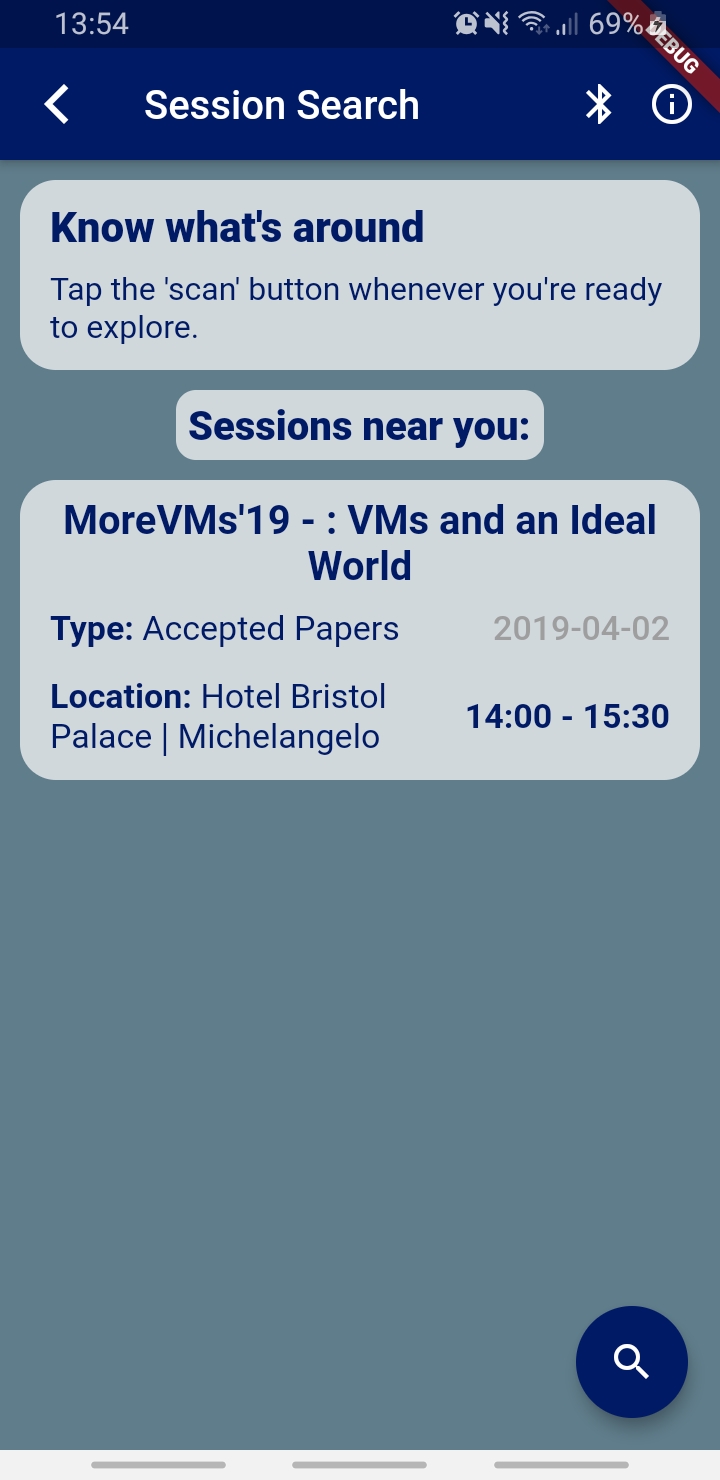 13:54
69%
DEBUG
Session Search
Know what's around
Tap the 'scan' button whenever you're ready
to explore.
Sessions near you:
MoreVMs'19 - : VMs and an Ideal
World
Type: Accepted Papers
2019-04-02
Location: Hotel Bristol
Palace | Michelangelo
14:00 - 15:30